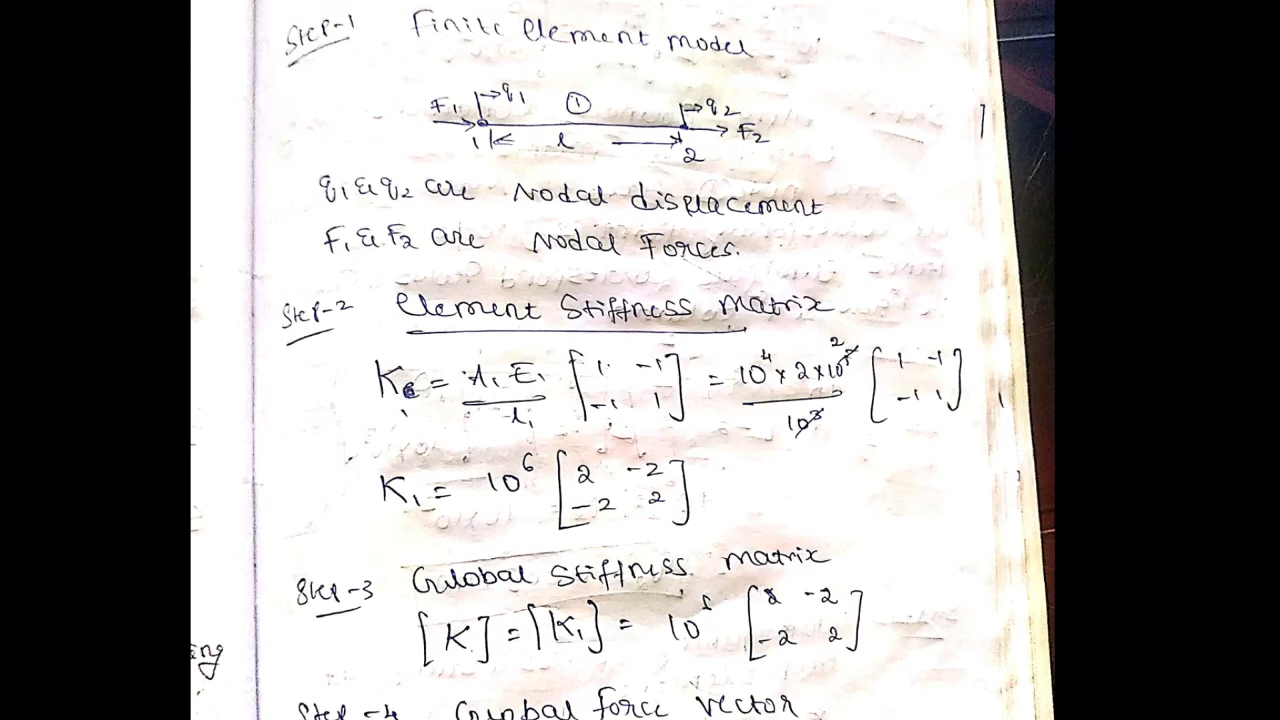 Step-1 Finite element model
F1 q1 ① q2 F2
1 l 2
q1 & q2 are Nodal displacement
F1 & F2 are Nodal Forces.
Step-2 Element Stiffness matrix
Ke = A1 E1 / l1 [1 -1 -1 1] = 10^4 × 2 × 10^5 / 10^3 [1 -1 -1 1]
K1 = 10^6 [2 -2 -2 2]
Step-3 Global Stiffness matrix
[K] = [K1] = 10^6 [2 -2 -2 2]
Step-4 Global force vector